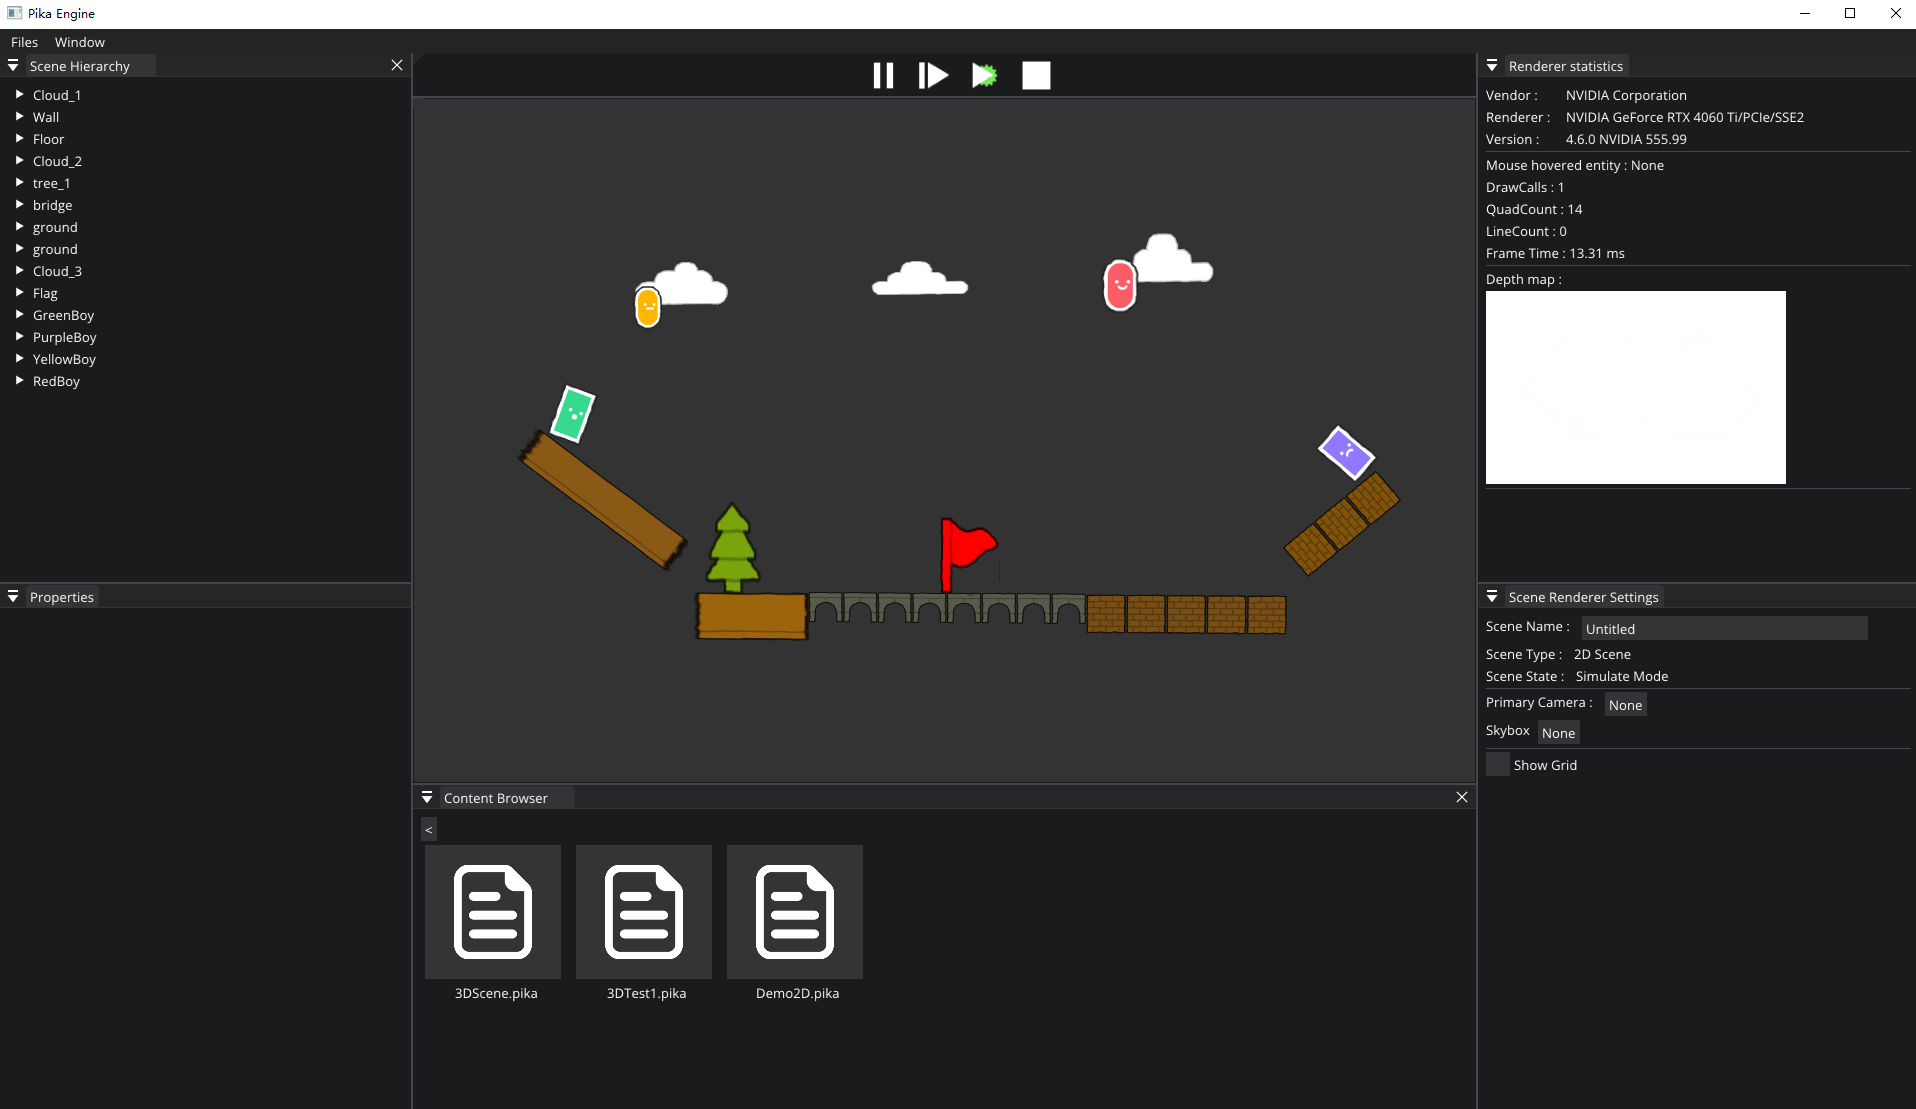 Pika Engine
Files Window
Scene Hierarchy
Cloud_1
Wall
Floor
Cloud_2
tree_1
bridge
ground
ground
Cloud_3
Flag
GreenBoy
PurpleBoy
YellowBoy
RedBoy
Properties
Content Browser
<
3DScene.pika
3DTest1.pika
Demo2D.pika
Renderer statistics
Vendor : NVIDIA Corporation
Renderer : NVIDIA GeForce RTX 4060 Ti/PCIe/SSE2
Version : 4.6.0 NVIDIA 555.99
Mouse hovered entity : None
DrawCalls : 1
QuadCount : 14
LineCount : 0
Frame Time : 13.31 ms
Depth map :
Scene Renderer Settings
Scene Name : Untitled
Scene Type : 2D Scene
Scene State : Simulate Mode
Primary Camera : None
Skybox None
Show Grid